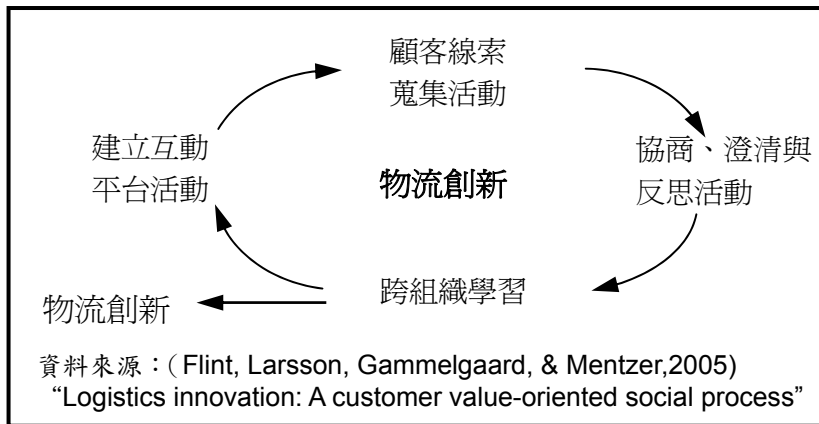 顧客線索
蒐集活動
建立互動
平台活動
協商、澄清與
反思活動
物流創新
跨組織學習
物流創新
資料來源：（Flint, Larsson, Gammelgaard, & Mentzer,2005)
“Logistics innovation: A customer value-oriented social process”